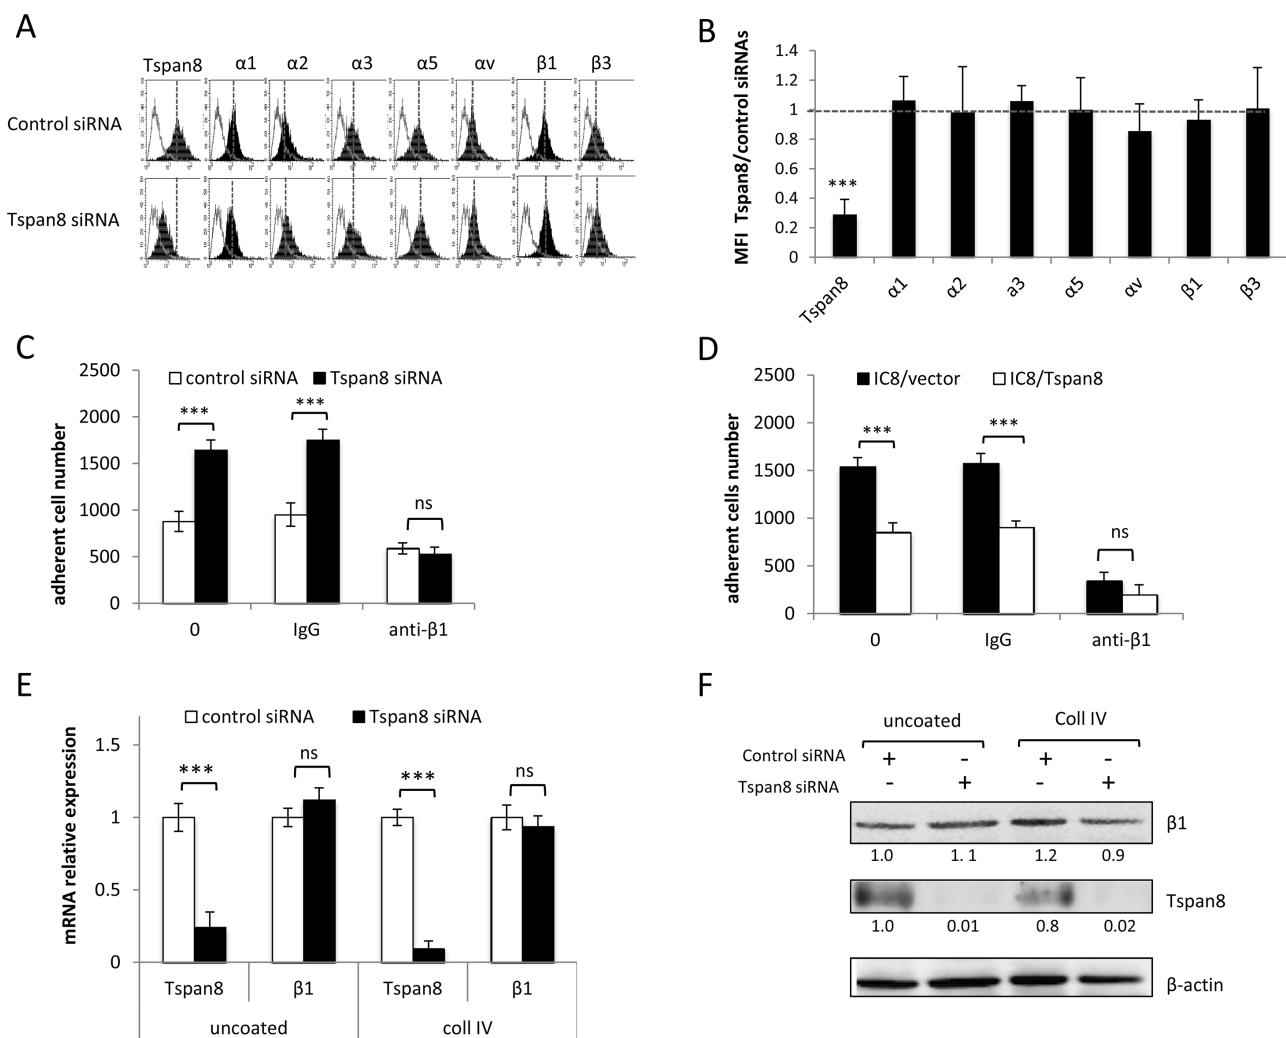 A
Tspan8 α1 α2 α3 α5 αv β1 β3
Control siRNA
Tspan8 siRNA
B
MFI Tspan8/control siRNAs
1.4
1.2
1
0.8
0.6
0.4
0.2
0
***
Tspan8 α1 α2 a3 α5 αv β1 β3
C
adherent cell number
2500
2000
1500
1000
500
0
control siRNA Tspan8 siRNA
*** *** ns
0 IgG anti-β1
D
adherent cells number
2500
2000
1500
1000
500
0
IC8/vector IC8/Tspan8
*** *** ns
0 IgG anti-β1
E
mRNA relative expression
1.5
1
0.5
0
control siRNA Tspan8 siRNA
*** ns *** ns
Tspan8 β1 Tspan8 β1
uncoated coll IV
F
uncoated Coll IV
Control siRNA + - + -
Tspan8 siRNA - + - +
β1
1.0 1. 1 1.2 0.9
Tspan8
1.0 0.01 0.8 0.02
β-actin